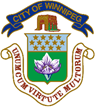 CITY OF WINNIPEG
UNUM CUM VIRTUTE MULTORUM